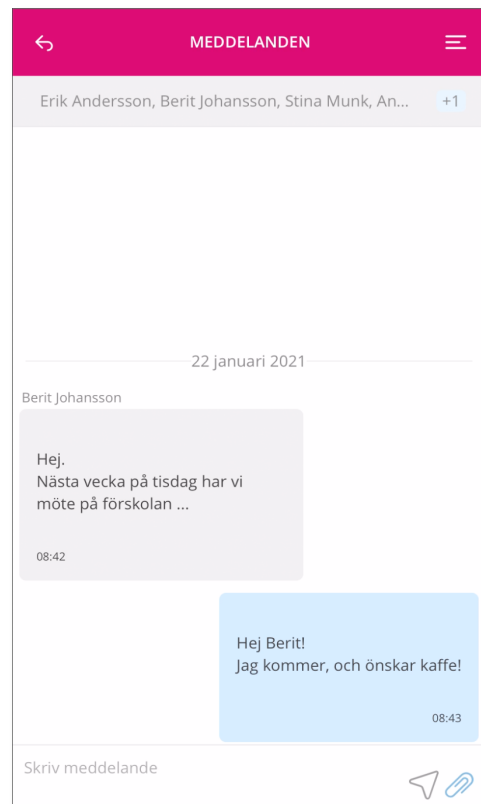 MEDDELANDEN
Erik Andersson, Berit Johansson, Stina Munk, An... +1
22 januari 2021
Berit Johansson
Hej.
Nästa vecka på tisdag har vi
möte på förskolan ...
08:42
Hej Berit!
Jag kommer, och önskar kaffe!
08:43
Skriv meddelande